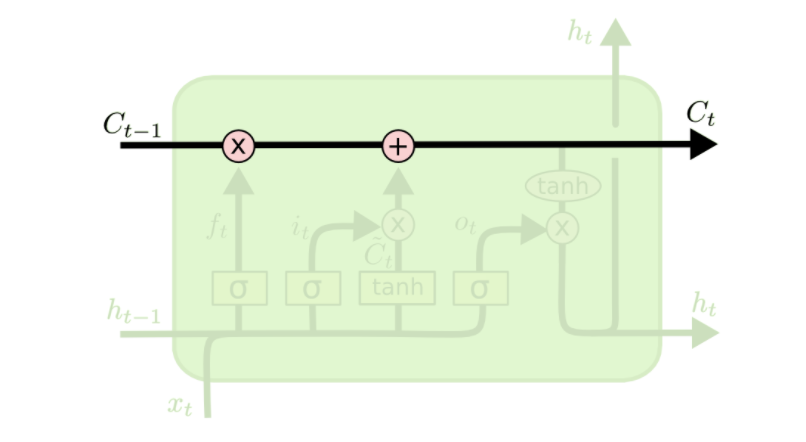 h_t
C_{t-1}
C_t
x
+
tanh
f_t
i_t
x
o_t
x
C̃_t
σ
σ
tanh
σ
h_{t-1}
h_t
x_t